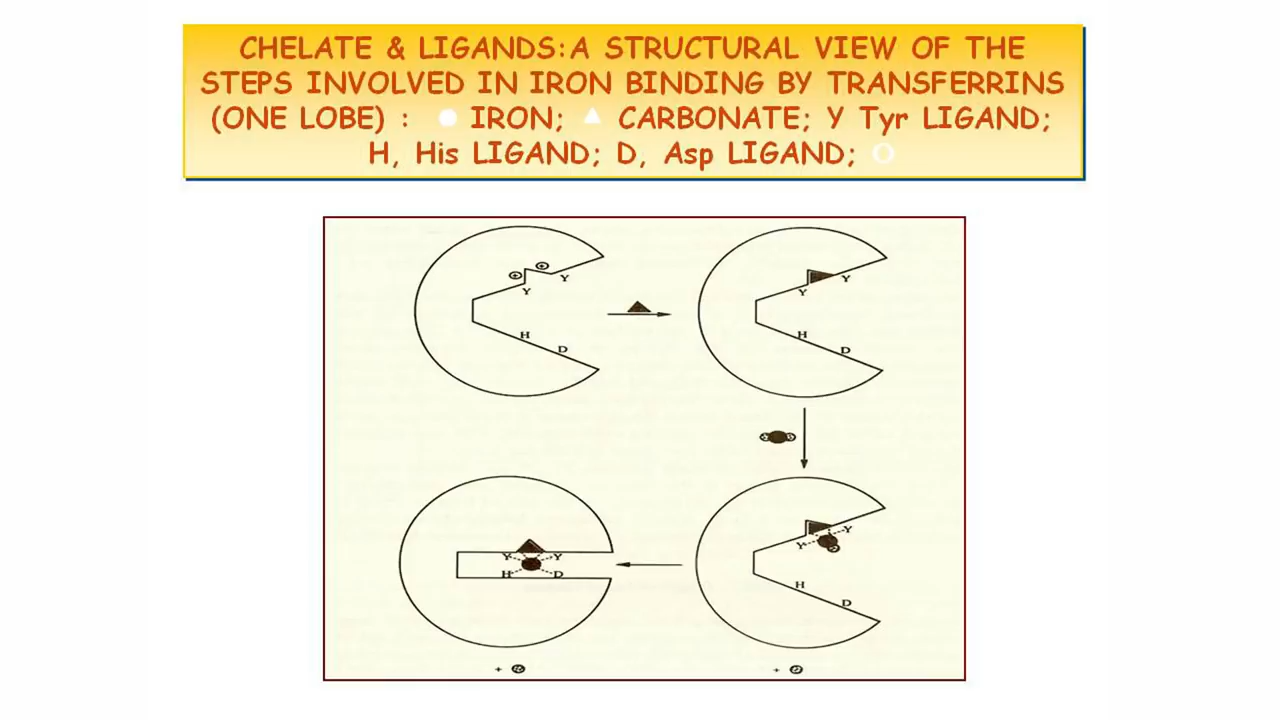 CHELATE & LIGANDS:A STRUCTURAL VIEW OF THE
STEPS INVOLVED IN IRON BINDING BY TRANSFERRINS
(ONE LOBE) : ● IRON; ▲ CARBONATE; Y Tyr LIGAND;
H, His LIGAND; D, Asp LIGAND; O
+ +
Y Y
H
D
Y Y
H
D
Y Y
H D
Y Y
H
D
+
+